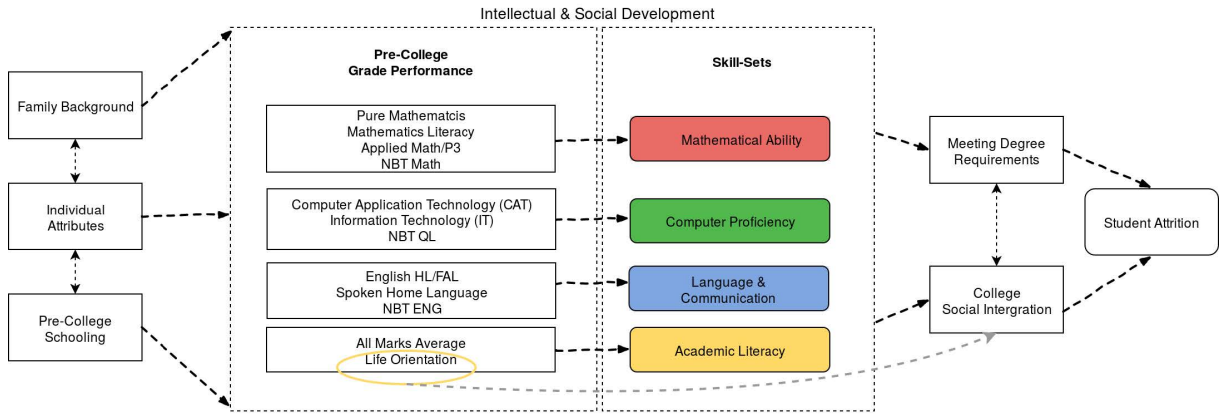 Intellectual & Social Development
Pre-College
Grade Performance
Skill-Sets
Family Background
Individual
Attributes
Pre-College
Schooling
Pure Mathematcis
Mathematics Literacy
Applied Math/P3
NBT Math
Mathematical Ability
Computer Application Technology (CAT)
Information Technology (IT)
NBT QL
Computer Proficiency
English HL/FAL
Spoken Home Language
NBT ENG
Language &
Communication
All Marks Average
Life Orientation
Academic Literacy
Meeting Degree
Requirements
College
Social Intergration
Student Attrition